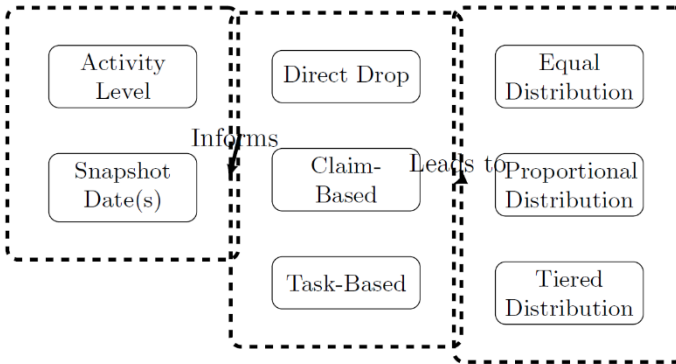 Activity
Level
Snapshot
Date(s)
Informs
Direct Drop
Claim-
Based
Task-Based
Leads to
Equal
Distribution
Proportional
Distribution
Tiered
Distribution